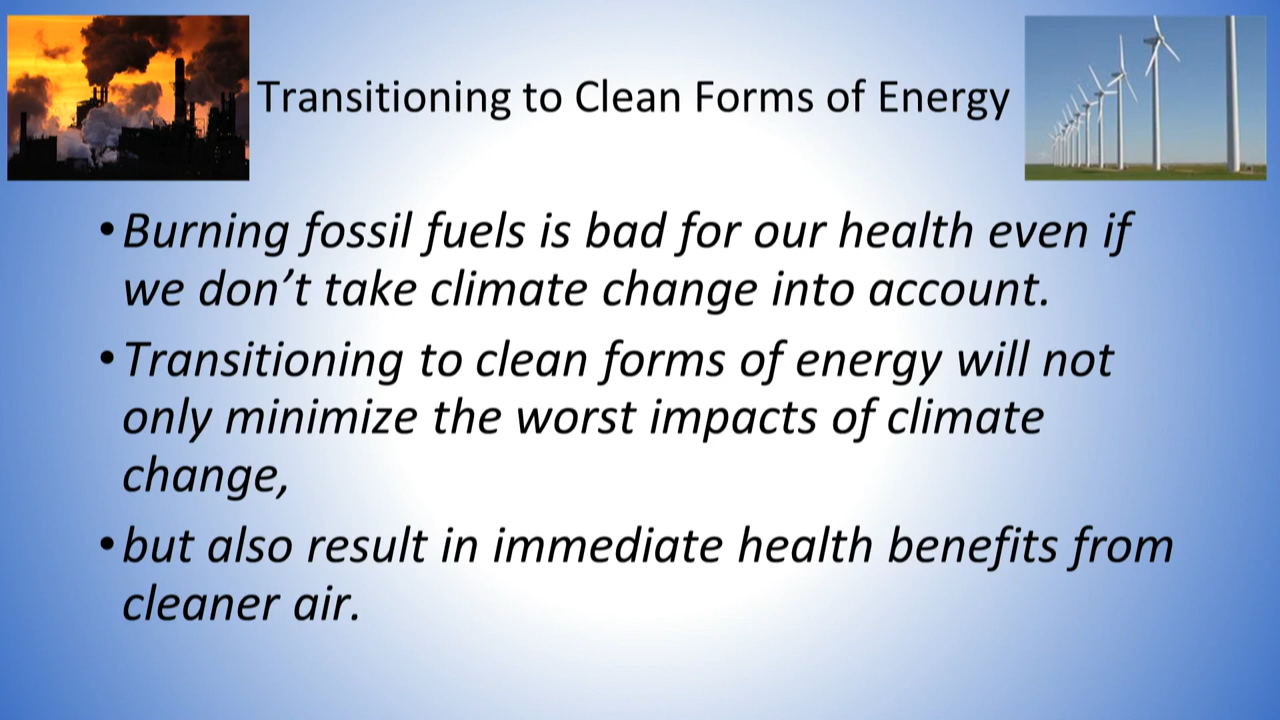 Transitioning to Clean Forms of Energy
• Burning fossil fuels is bad for our health even if
we don’t take climate change into account.
• Transitioning to clean forms of energy will not
only minimize the worst impacts of climate
change,
• but also result in immediate health benefits from
cleaner air.